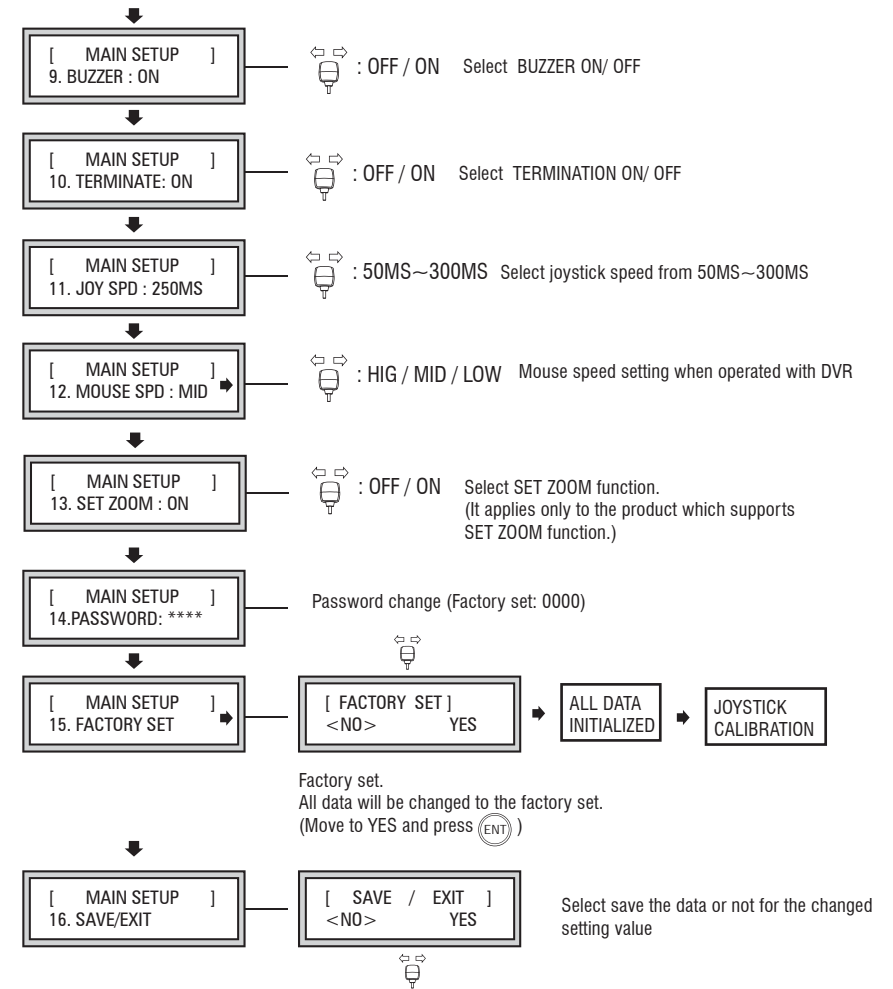 [ MAIN SETUP ]
9. BUZZER : ON
: OFF / ON Select BUZZER ON/ OFF
[ MAIN SETUP ]
10. TERMINATE: ON
: OFF / ON Select TERMINATION ON/ OFF
[ MAIN SETUP ]
11. JOY SPD : 250MS
: 50MS~300MS Select joystick speed from 50MS~300MS
[ MAIN SETUP ]
12. MOUSE SPD : MID
: HIG / MID / LOW Mouse speed setting when operated with DVR
[ MAIN SETUP ]
13. SET ZOOM : ON
: OFF / ON Select SET ZOOM function.
(It applies only to the product which supports
SET ZOOM function.)
[ MAIN SETUP ]
14.PASSWORD: ****
Password change (Factory set: 0000)
[ MAIN SETUP ]
15. FACTORY SET
[ FACTORY SET ]
<NO> YES
ALL DATA
INITIALIZED
JOYSTICK
CALIBRATION
Factory set.
All data will be changed to the factory set.
(Move to YES and press ENT )
[ MAIN SETUP ]
16. SAVE/EXIT
[ SAVE / EXIT ]
<NO> YES
Select save the data or not for the changed
setting value